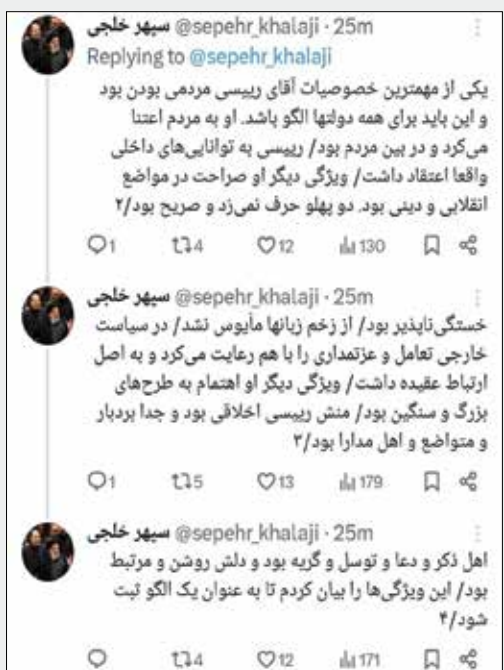 سپهر خلجی @sepehr_khalaji · 25m
Replying to @sepehr_khalaji
یکی از مهمترین خصوصیات آقای رییسی مردمی بودن بود
و این باید برای همه دولتها الگو باشد. او به مردم اعتنا
می‌کرد و در بین مردم بود/ رییسی به توانایی‌های داخلی
واقعا اعتقاد داشت/ ویژگی دیگر او صراحت در مواضع
انقلابی و دینی بود. دو پهلو حرف نمی‌زد و صریح بود/۲
1 4 12 130
سپهر خلجی @sepehr_khalaji · 25m
خستگی‌ناپذیر بود/ از زخم زبانها مأیوس نشد/ در سیاست
خارجی تعامل و عزتمداری را با هم رعایت می‌کرد و به اصل
ارتباط عقیده داشت/ ویژگی دیگر او اهتمام به طرح‌های
بزرگ و سنگین بود/ منش رییسی اخلاقی بود و جدا بردبار
و متواضع و اهل مدارا بود/۳
1 5 13 179
سپهر خلجی @sepehr_khalaji · 25m
اهل ذکر و دعا و توسل و گریه بود و دلش روشن و مرتبط
بود/ این ویژگی‌ها را بیان کردم تا به عنوان یک الگو ثبت
شود/۴
4 12 171